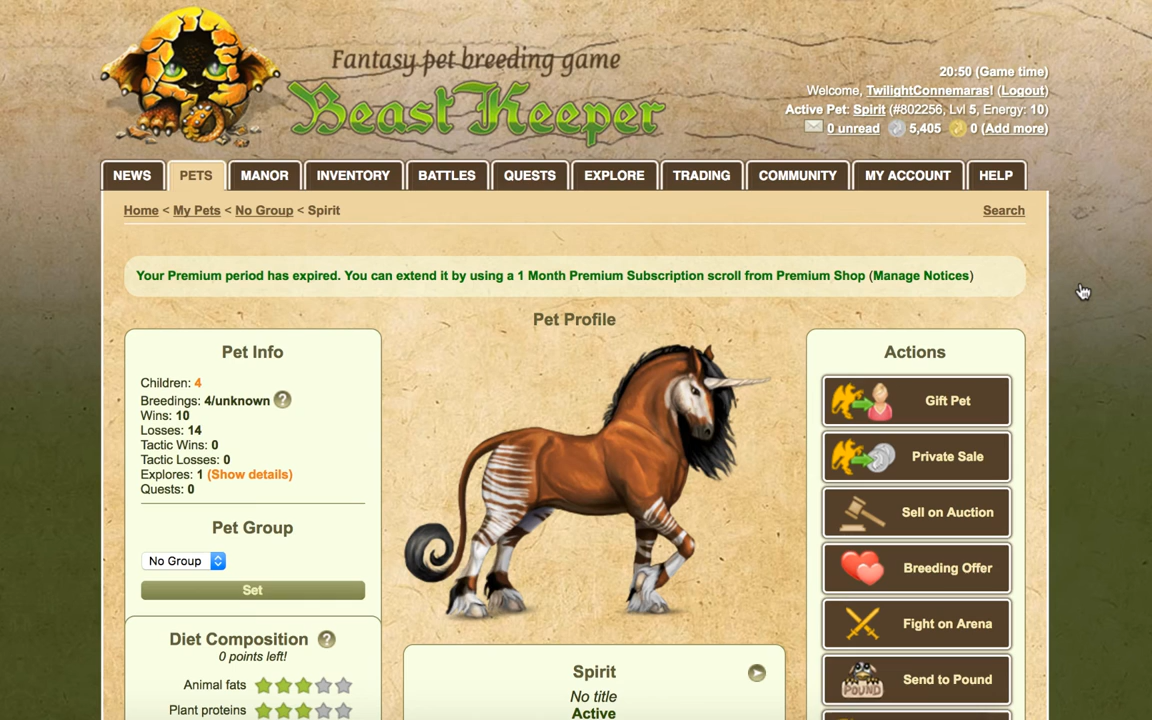 Fantasy pet breeding game
Beast Keeper
20:50 (Game time)
Welcome, TwilightConnemaras! (Logout)
Active Pet: Spirit (#802256, Lvl 5, Energy: 10)
0 unread 5,405 0 (Add more)
NEWS PETS MANOR INVENTORY BATTLES QUESTS EXPLORE TRADING COMMUNITY MY ACCOUNT HELP
Home < My Pets < No Group < Spirit
Search
Your Premium period has expired. You can extend it by using a 1 Month Premium Subscription scroll from Premium Shop (Manage Notices)
Pet Profile
Pet Info
Children: 4
Breedings: 4/unknown ?
Wins: 10
Losses: 14
Tactic Wins: 0
Tactic Losses: 0
Explores: 1 (Show details)
Quests: 0
Pet Group
No Group
Set
Diet Composition ?
0 points left!
Animal fats
Plant proteins
Spirit
No title
Active
Actions
Gift Pet
Private Sale
Sell on Auction
Breeding Offer
Fight on Arena
POUND
Send to Pound